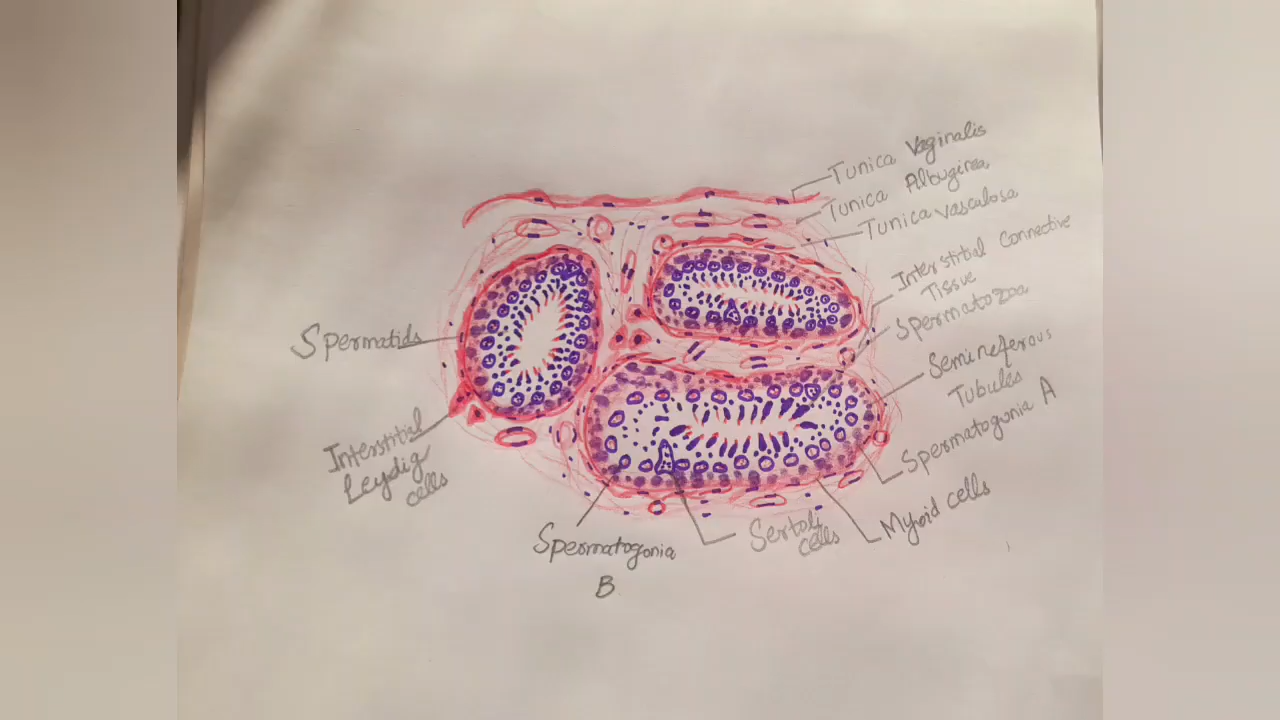 Tunica Vaginalis
Tunica Albuginea
Tunica vasculosa
Interstitial Connective
Tissue
Spermatozoa
Seminiferous
Tubules
Spermatogonia A
Myoid cells
Sertoli
cells
Spermatogonia
B
Interstitial
Leydig
cells
Spermatids